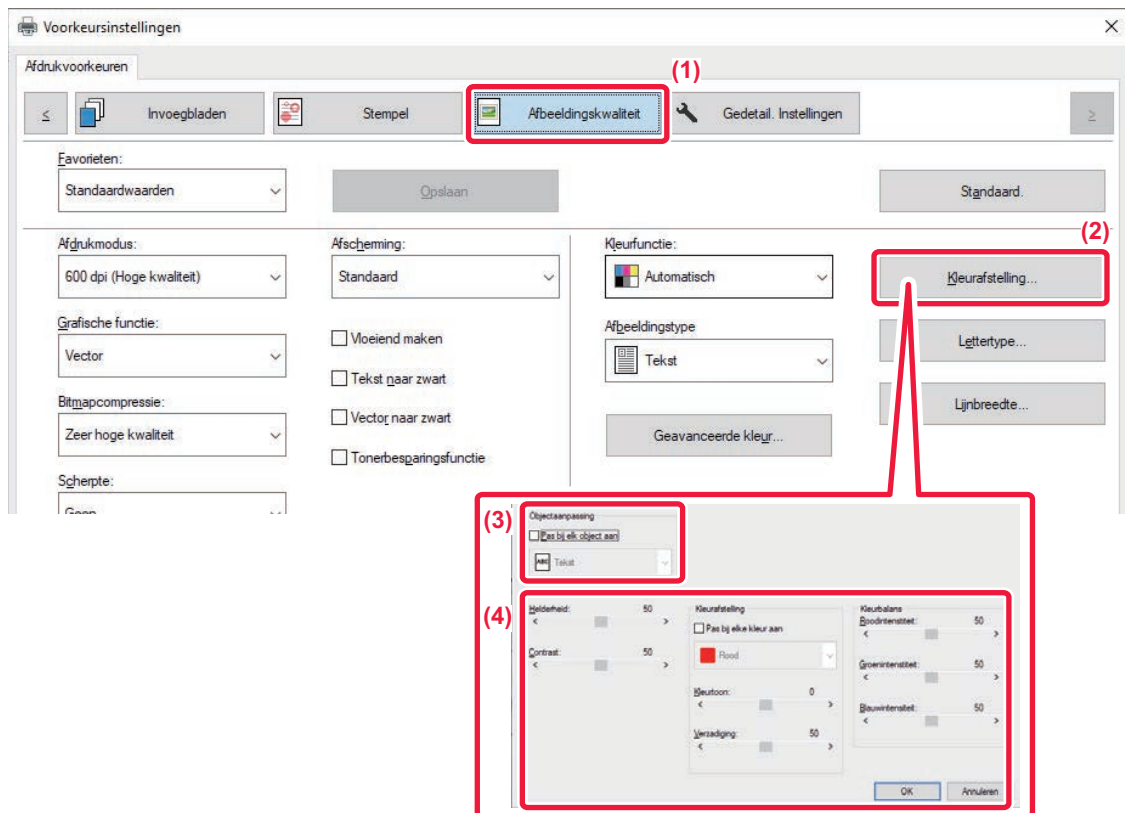 Voorkeursinstellingen
Afdrukvoorkeuren
(1)
<
Invoegbladen
Stempel
Afbeeldingskwaliteit
Gedetail. Instellingen
>
Favorieten:
Standaardwaarden
Opslaan
Standaard.
(2)
Afdrukmodus:
600 dpi (Hoge kwaliteit)
Afscherming:
Standaard
Kleurfunctie:
Automatisch
Kleurafstelling...
Grafische functie:
Vector
Vloeiend maken
Tekst naar zwart
Vector naar zwart
Tonerbesparingsfunctie
Afbeeldingstype
Tekst
Lettertype...
Bitmapcompressie:
Zeer hoge kwaliteit
Geavanceerde kleur...
Lijnbreedte...
Scherpte:
Geen
(3)
Objectaanpassing
Pas bij elk object aan
ABC Tekst
(4)
Helderheid: 50
< >
Contrast: 50
< >
Kleurafstelling
Pas bij elke kleur aan
Rood
Kleurtoon: 0
< >
Verzadiging: 50
< >
Kleurbalans
Roodintensiteit: 50
< >
Groenintensiteit: 50
< >
Blauwintensiteit: 50
< >
OK
Annuleren